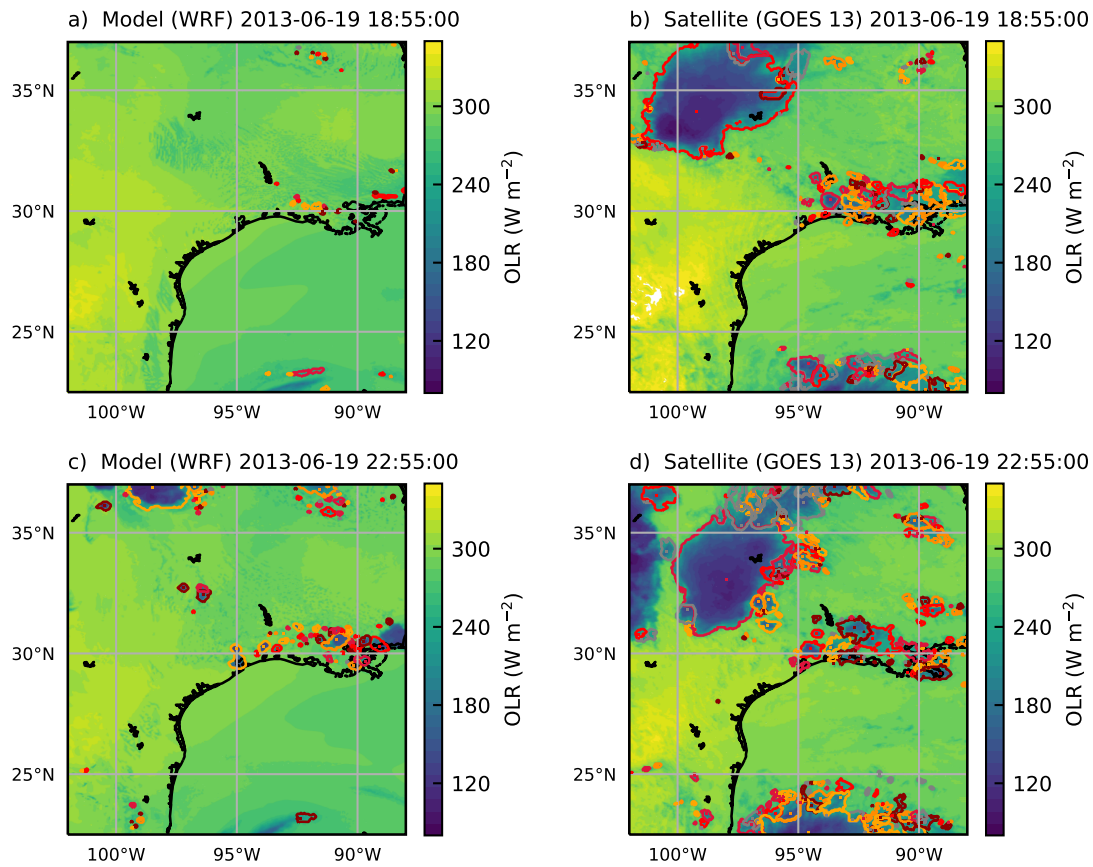 a) Model (WRF) 2013-06-19 18:55:00
35°N
30°N
25°N
100°W
95°W
90°W
300
240
180
120
OLR (W m⁻²)
b) Satellite (GOES 13) 2013-06-19 18:55:00
35°N
30°N
25°N
100°W
95°W
90°W
300
240
180
120
OLR (W m⁻²)
c) Model (WRF) 2013-06-19 22:55:00
35°N
30°N
25°N
100°W
95°W
90°W
300
240
180
120
OLR (W m⁻²)
d) Satellite (GOES 13) 2013-06-19 22:55:00
35°N
30°N
25°N
100°W
95°W
90°W
300
240
180
120
OLR (W m⁻²)